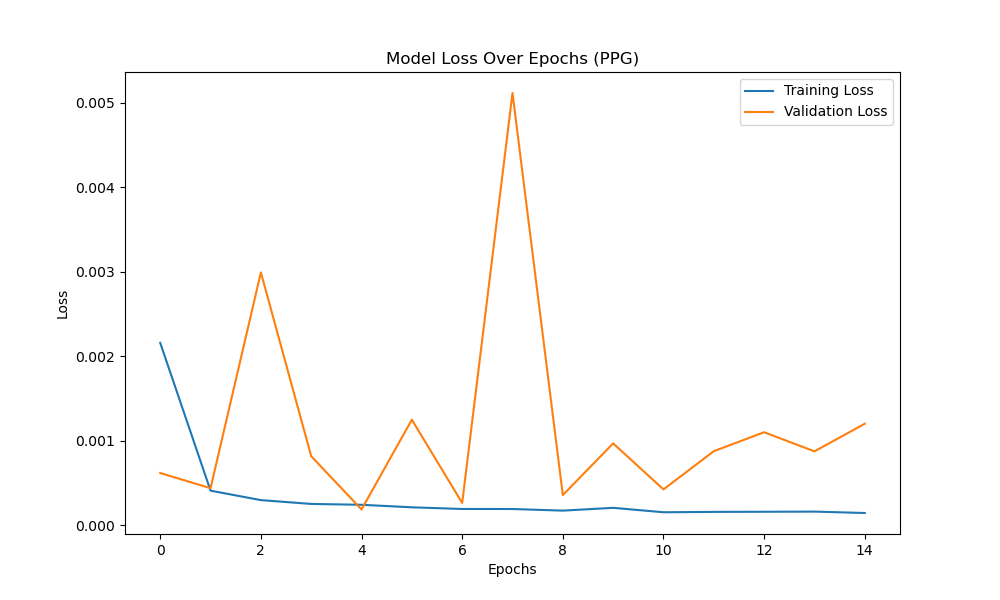 Model Loss Over Epochs (PPG)
Training Loss
Validation Loss
0.005
0.004
0.003
0.002
0.001
0.000
Loss
0 2 4 6 8 10 12 14
Epochs